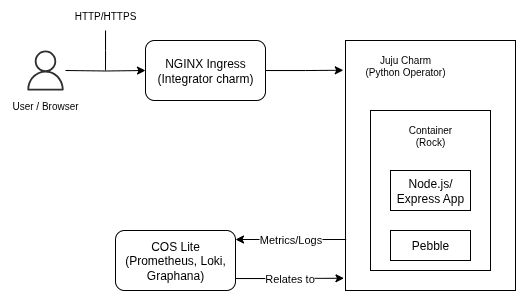 HTTP/HTTPS
User / Browser
NGINX Ingress
(Integrator charm)
Juju Charm
(Python Operator)
Container
(Rock)
Node.js/
Express App
Pebble
COS Lite
(Prometheus, Loki,
Graphana)
Metrics/Logs
Relates to